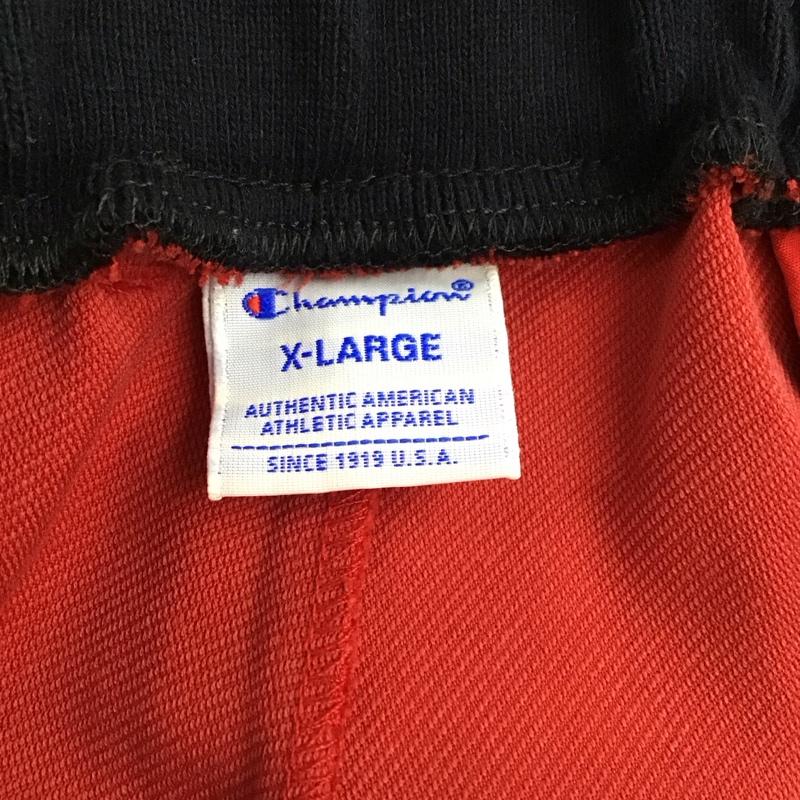 Champion®
X-LARGE
AUTHENTIC AMERICAN
ATHLETIC APPAREL
SINCE 1919 U.S.A.